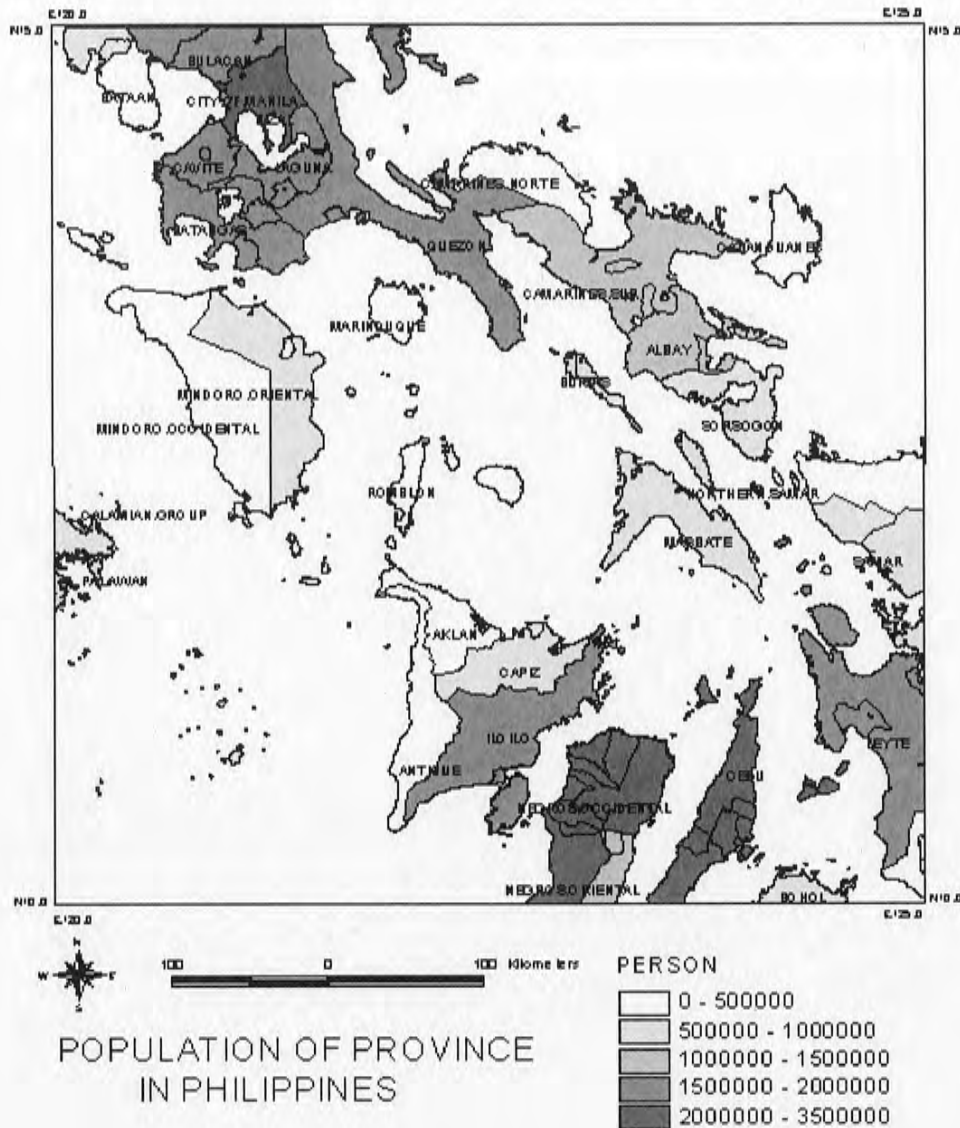 E120.0 E125.0
N15.0 N15.0
BULACAN
BATAAN CITY OF MANILA
CAVITE LAGUNA
CAMARINES.NORTE
BATANGAS QUEZON CATANDUANES
CAMARINES.SUR
MARINDUQUE
ALBAY
BURIAS
MINDORO.ORIENTAL
MINDORO.OCCIDENTAL SORSOGON
ROMBLON NORTHERN.SAMAR
CALAMIAN.GROUP
MASBATE
SAMAR
PALAWAN
AKLAN
CAPIZ
ILOILO LEYTE
ANTIQUE CEBU
NEGROS.OCCIDENTAL
NEGROS.ORIENTAL
BOHOL
N10.0 N10.0
E120.0 E125.0
N
W E
S
100 0 100 Kilometers
PERSON
0 - 500000
500000 - 1000000
1000000 - 1500000
1500000 - 2000000
2000000 - 3500000
POPULATION OF PROVINCE
IN PHILIPPINES